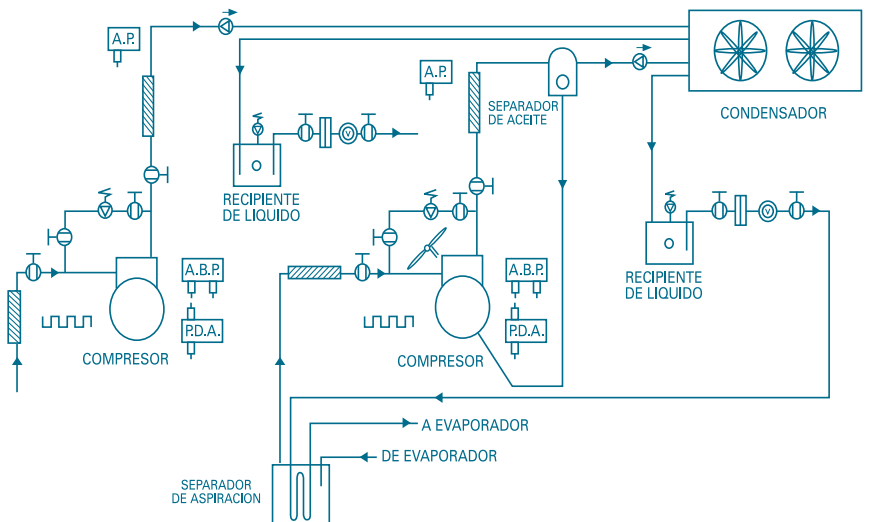 A.P.
A.P.
SEPARADOR
DE ACEITE
CONDENSADOR
RECIPIENTE
DE LIQUIDO
A.B.P.
P.D.A.
COMPRESOR
A.B.P.
P.D.A.
COMPRESOR
RECIPIENTE
DE LIQUIDO
A EVAPORADOR
DE EVAPORADOR
SEPARADOR
DE ASPIRACION